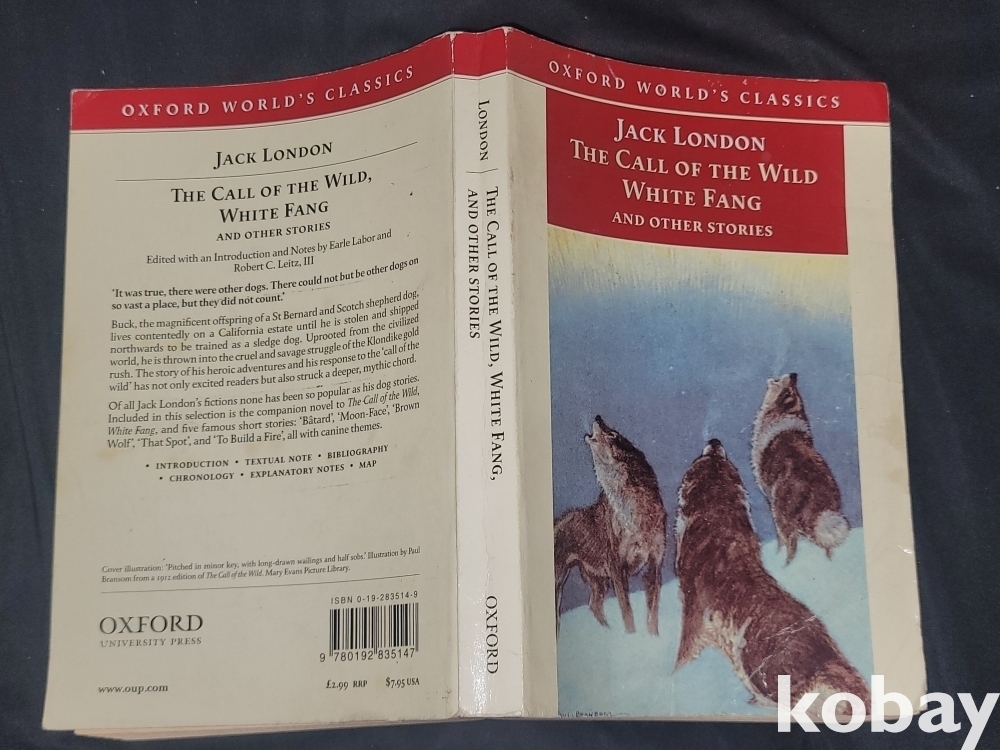 OXFORD WORLD'S CLASSICS
JACK LONDON
THE CALL OF THE WILD,
WHITE FANG
AND OTHER STORIES
Edited with an Introduction and Notes by Earle Labor and
Robert C. Leitz, III
'It was true, there were other dogs. There could not but be other dogs on
so vast a place, but they did not count.'
Buck, the magnificent offspring of a St Bernard and Scotch shepherd dog,
lives contentedly on a California estate until he is stolen and shipped
northwards to be trained as a sledge dog. Uprooted from the civilized
world, he is thrown into the cruel and savage struggle of the Klondike gold
rush. The story of his heroic adventures and his response to the 'call of the
wild' has not only excited readers but also struck a deeper, mythic chord.
Of all Jack London's fictions none has been so popular as his dog stories.
Included in this selection is the companion novel to The Call of the Wild,
White Fang, and five famous short stories: 'Bâtard', 'Moon-Face', 'Brown
Wolf', 'That Spot', and 'To Build a Fire', all with canine themes.
• INTRODUCTION • TEXTUAL NOTE • BIBLIOGRAPHY
• CHRONOLOGY • EXPLANATORY NOTES • MAP
Cover illustration: 'Pitched in minor key, with long-drawn wailings and half sobs.' Illustration by Paul
Bransom from a 1912 edition of The Call of the Wild. Mary Evans Picture Library.
OXFORD
UNIVERSITY PRESS
www.oup.com
ISBN 0-19-283514-9
9 780192 835147
£2.99 RRP $7.95 USA
LONDON
THE CALL OF THE WILD, WHITE FANG,
AND OTHER STORIES
OXFORD
OXFORD WORLD'S CLASSICS
JACK LONDON
THE CALL OF THE WILD
WHITE FANG
AND OTHER STORIES
kobay